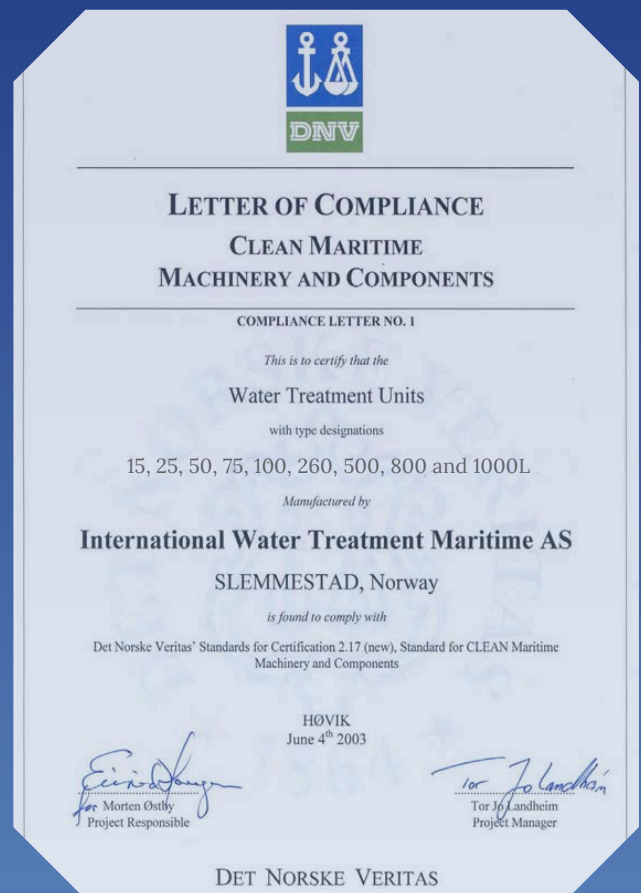 DNV
LETTER OF COMPLIANCE
CLEAN MARITIME
MACHINERY AND COMPONENTS
COMPLIANCE LETTER NO. 1
This is to certify that the
Water Treatment Units
with type designations
15, 25, 50, 75, 100, 260, 500, 800 and 1000L
Manufactured by
International Water Treatment Maritime AS
SLEMMESTAD, Norway
is found to comply with
Det Norske Veritas' Standards for Certification 2.17 (new), Standard for CLEAN Maritime
Machinery and Components
HØVIK
June 4th 2003
for Morten Østby
Project Responsible
Tor Jo Landheim
Tor Jo Landheim
Project Manager
DET NORSKE VERITAS